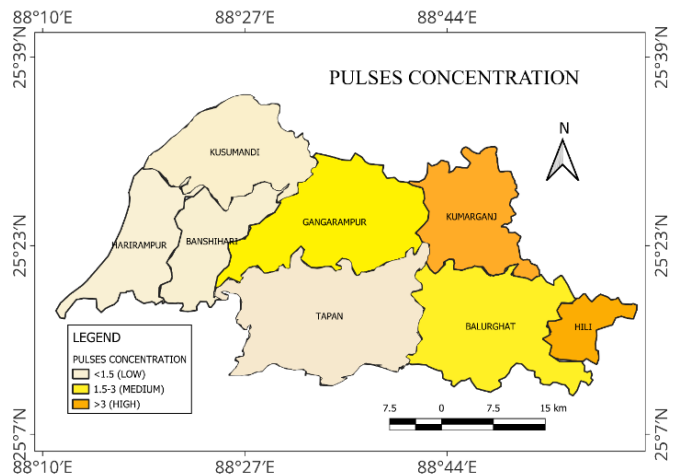 88°10′E 88°27′E 88°44′E
25°39′N 25°39′N
PULSES CONCENTRATION
N
KUSUMANDI
KUMARGANJ
GANGARAMPUR
HARIRAMPUR BANSHIHARI
25°23′N 25°23′N
TAPAN BALURGHAT HILI
LEGEND
PULSES CONCENTRATION
<1.5 (LOW)
1.5-3 (MEDIUM)
>3 (HIGH)
7.5 0 7.5 15 km
25°7′N 25°7′N
88°10′E 88°27′E 88°44′E